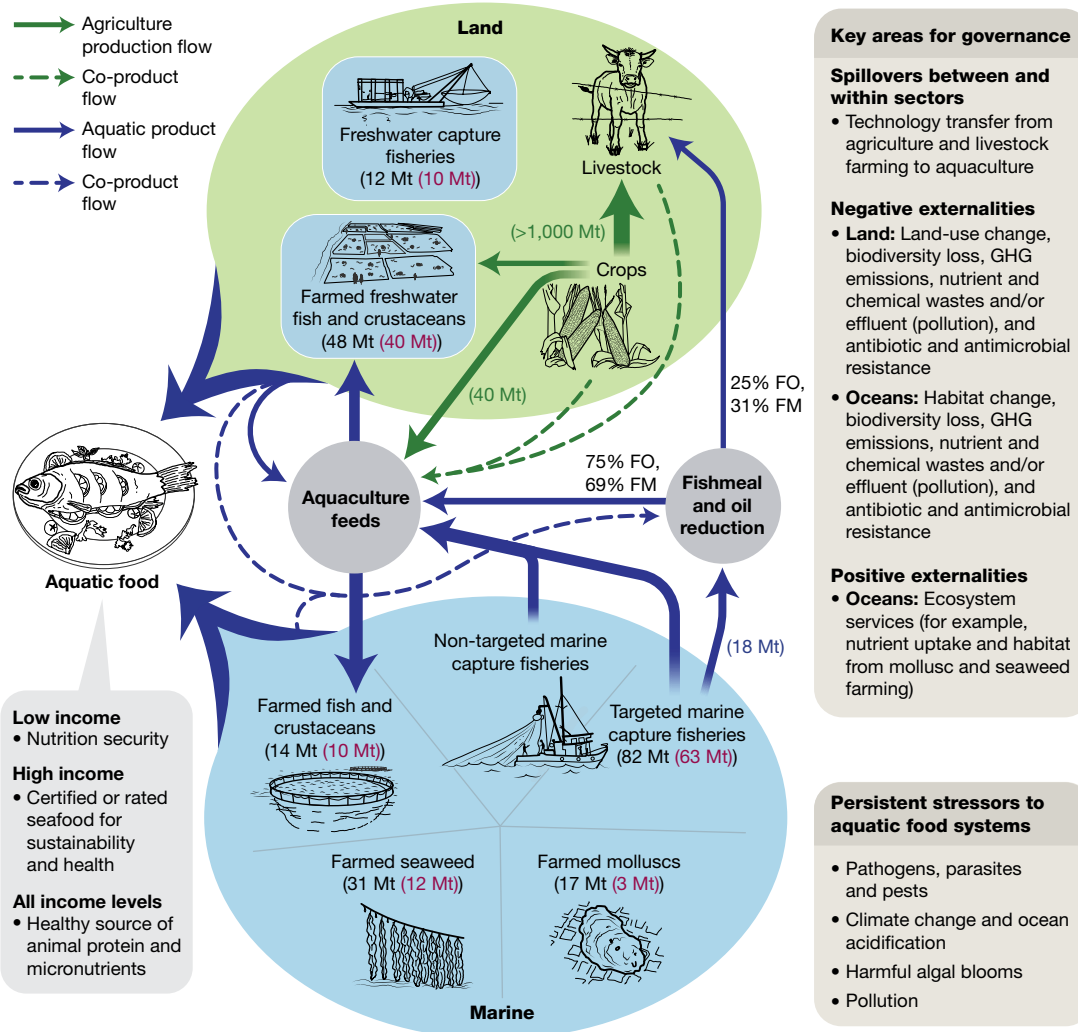 Agriculture
production flow
Co-product
flow
Aquatic product
flow
Co-product
flow
Land
Freshwater capture
fisheries
(12 Mt (10 Mt))
Livestock
(>1,000 Mt)
Crops
Farmed freshwater
fish and crustaceans
(48 Mt (40 Mt))
(40 Mt)
25% FO,
31% FM
75% FO,
69% FM
Aquaculture
feeds
Fishmeal
and oil
reduction
Aquatic food
(18 Mt)
Non-targeted marine
capture fisheries
Farmed fish and
crustaceans
(14 Mt (10 Mt))
Targeted marine
capture fisheries
(82 Mt (63 Mt))
Farmed seaweed
(31 Mt (12 Mt))
Farmed molluscs
(17 Mt (3 Mt))
Marine
Low income
• Nutrition security
High income
• Certified or rated
seafood for
sustainability
and health
All income levels
• Healthy source of
animal protein and
micronutrients
Key areas for governance
Spillovers between and
within sectors
• Technology transfer from
agriculture and livestock
farming to aquaculture
Negative externalities
• Land: Land-use change,
biodiversity loss, GHG
emissions, nutrient and
chemical wastes and/or
effluent (pollution), and
antibiotic and antimicrobial
resistance
• Oceans: Habitat change,
biodiversity loss, GHG
emissions, nutrient and
chemical wastes and/or
effluent (pollution), and
antibiotic and antimicrobial
resistance
Positive externalities
• Oceans: Ecosystem
services (for example,
nutrient uptake and habitat
from mollusc and seaweed
farming)
Persistent stressors to
aquatic food systems
• Pathogens, parasites
and pests
• Climate change and ocean
acidification
• Harmful algal blooms
• Pollution